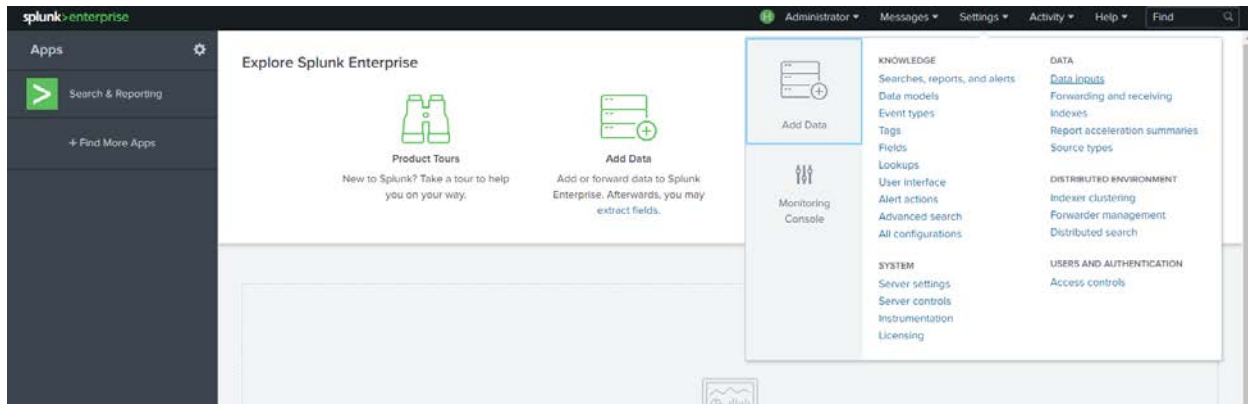 splunk>enterprise
Administrator Messages Settings Activity Help Find
Apps
Search & Reporting
+ Find More Apps
Explore Splunk Enterprise
Product Tours
New to Splunk? Take a tour to help
you on your way.
Add Data
Add or forward data to Splunk
Enterprise. Afterwards, you may
extract fields.
Add Data
Monitoring
Console
KNOWLEDGE
Searches, reports, and alerts
Data models
Event types
Tags
Fields
Lookups
User interface
Alert actions
Advanced search
All configurations
SYSTEM
Server settings
Server controls
Instrumentation
Licensing
DATA
Data inputs
Forwarding and receiving
Indexes
Report acceleration summaries
Source types
DISTRIBUTED ENVIRONMENT
Indexer clustering
Forwarder management
Distributed search
USERS AND AUTHENTICATION
Access controls